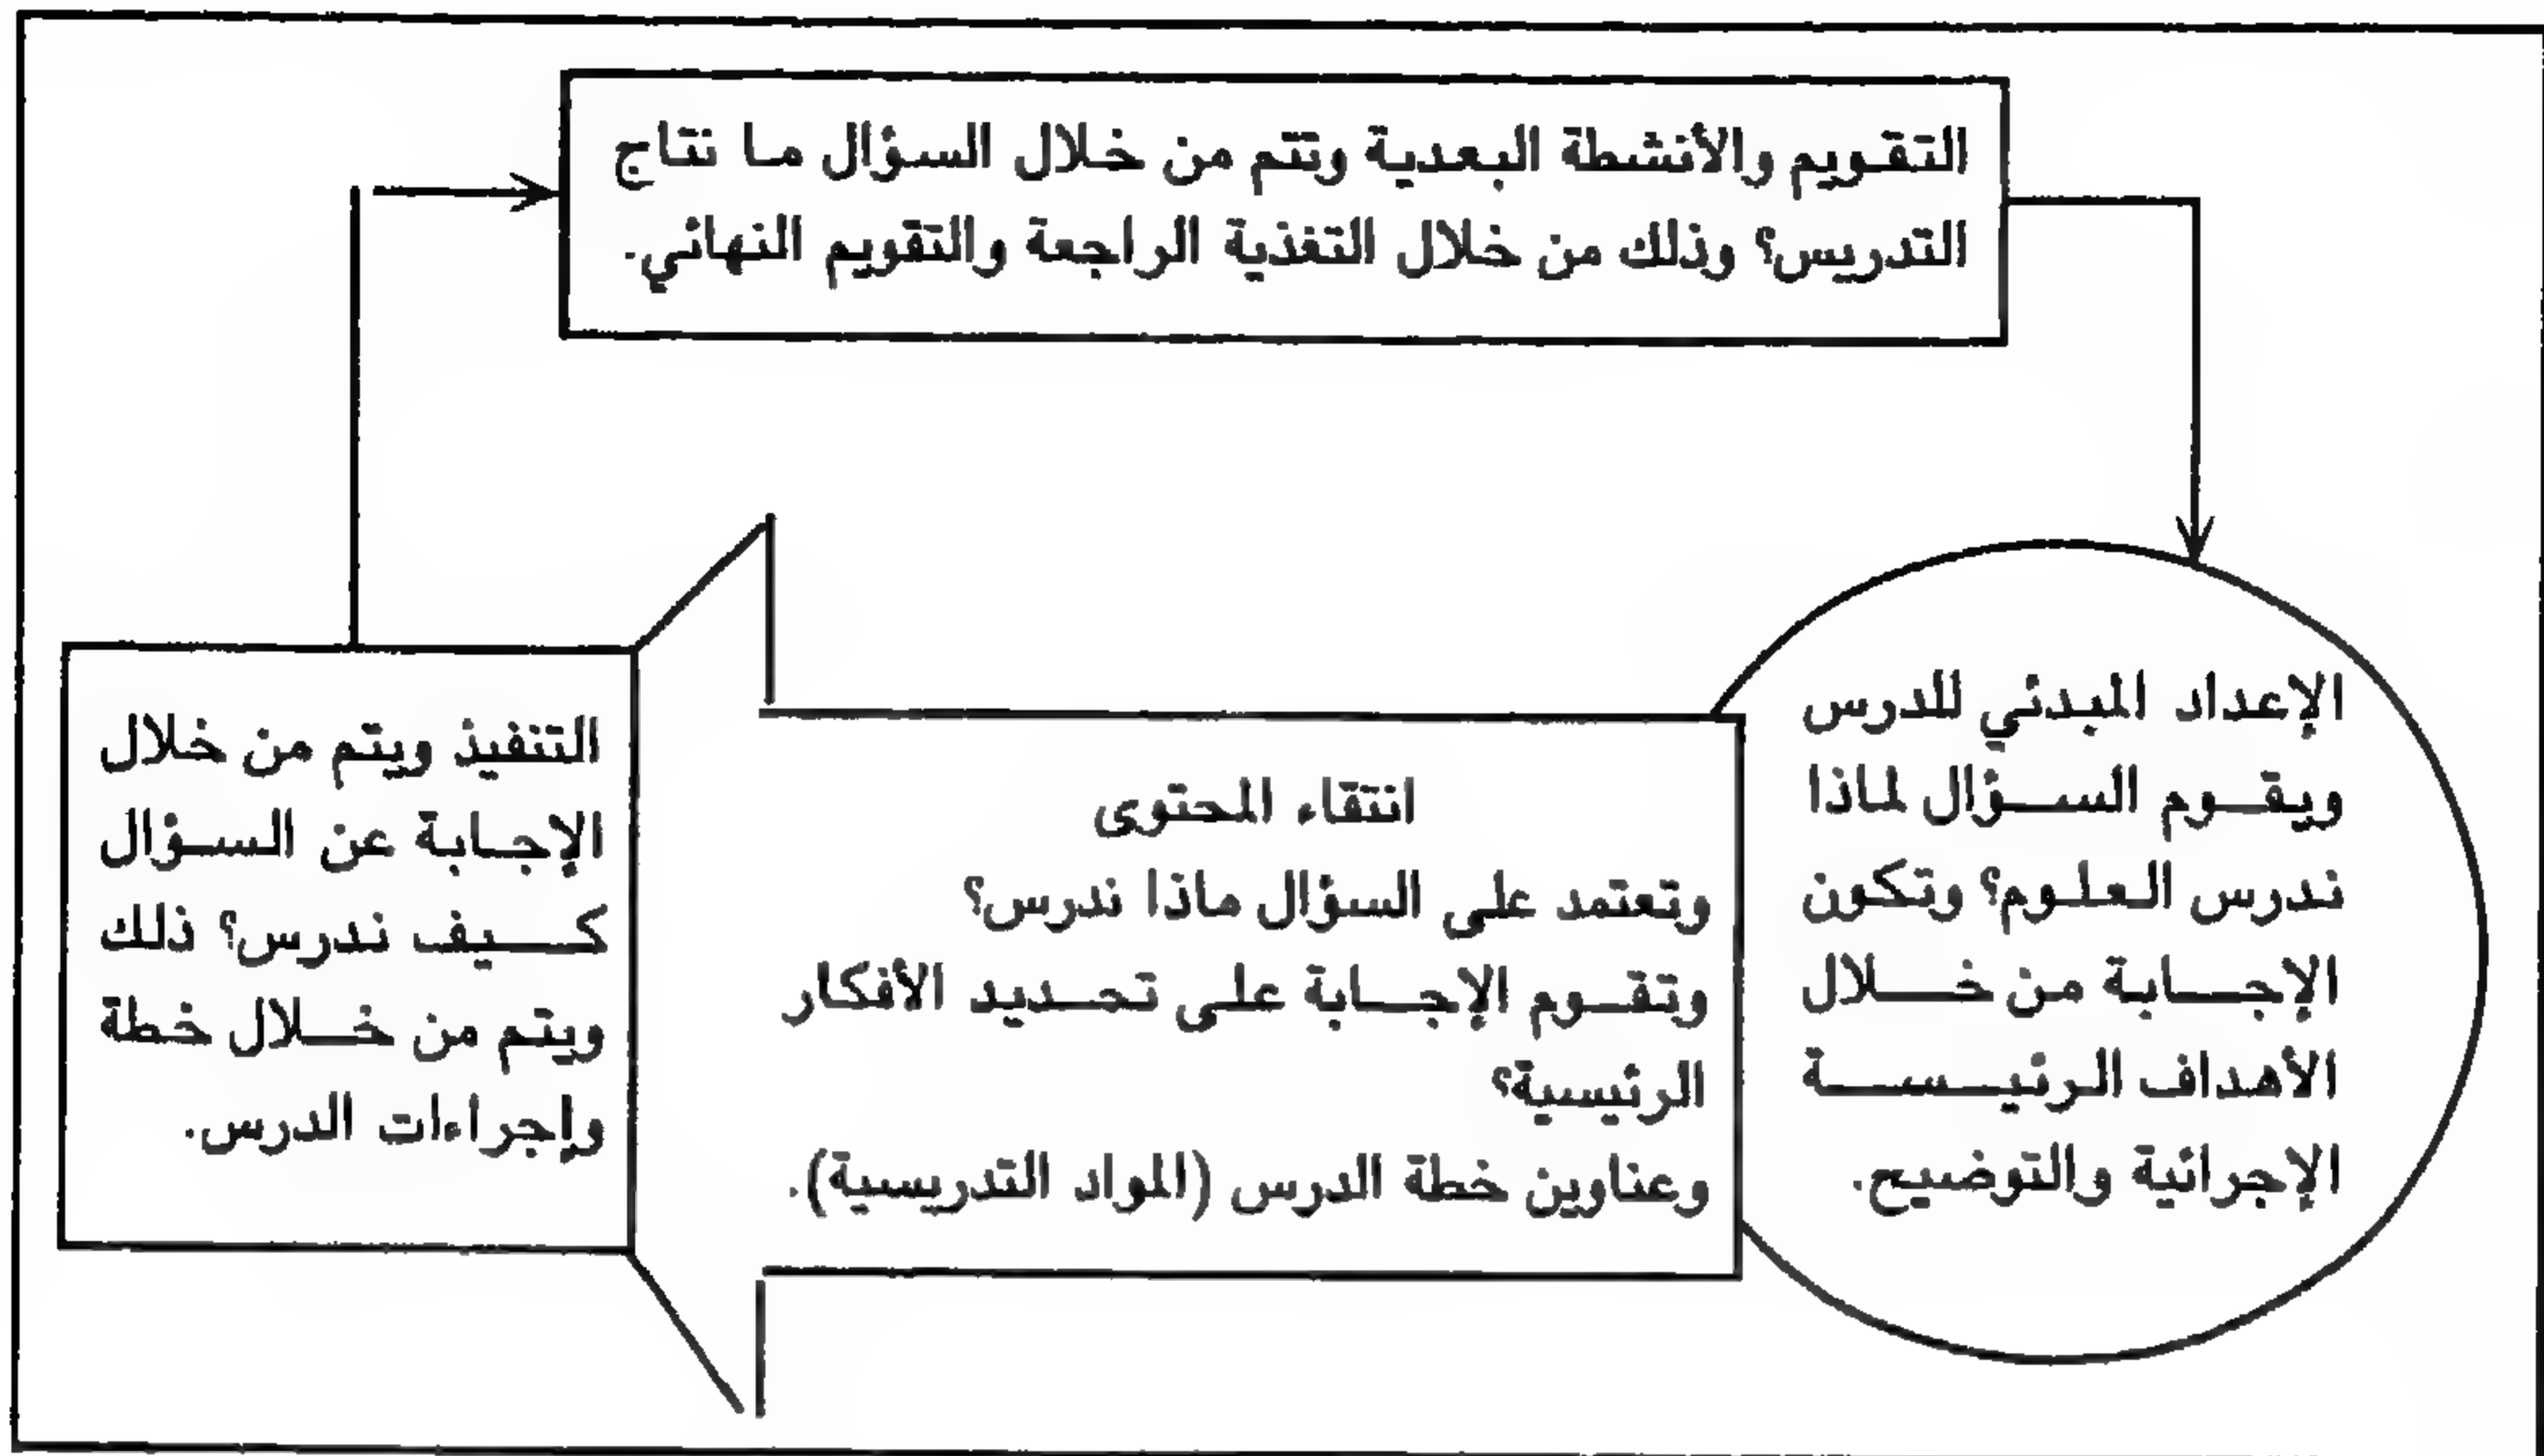 التقويم والأنشطة البعدية وتتم من خلال السؤال ما نتاج
التدريس؟ وذلك من خلال التغذية الراجعة والتقويم النهائي.
الإعداد المبدئي للدرس
ويقوم السؤال لماذا
ندرس العلوم؟ وتكون
الإجابة من خلال
الأهداف الرئيسة
الإجرائية والتوضيح.
انتقاء المحتوى
وتعتمد على السؤال ماذا ندرس؟
وتقوم الإجابة على تحديد الأفكار
الرئيسية؟
وعناوين خطة الدرس (المواد التدريسية).
التنفيذ ويتم من خلال
الإجابة عن السؤال
كيف ندرس؟ ذلك
ويتم من خلال خطة
وإجراءات الدرس.